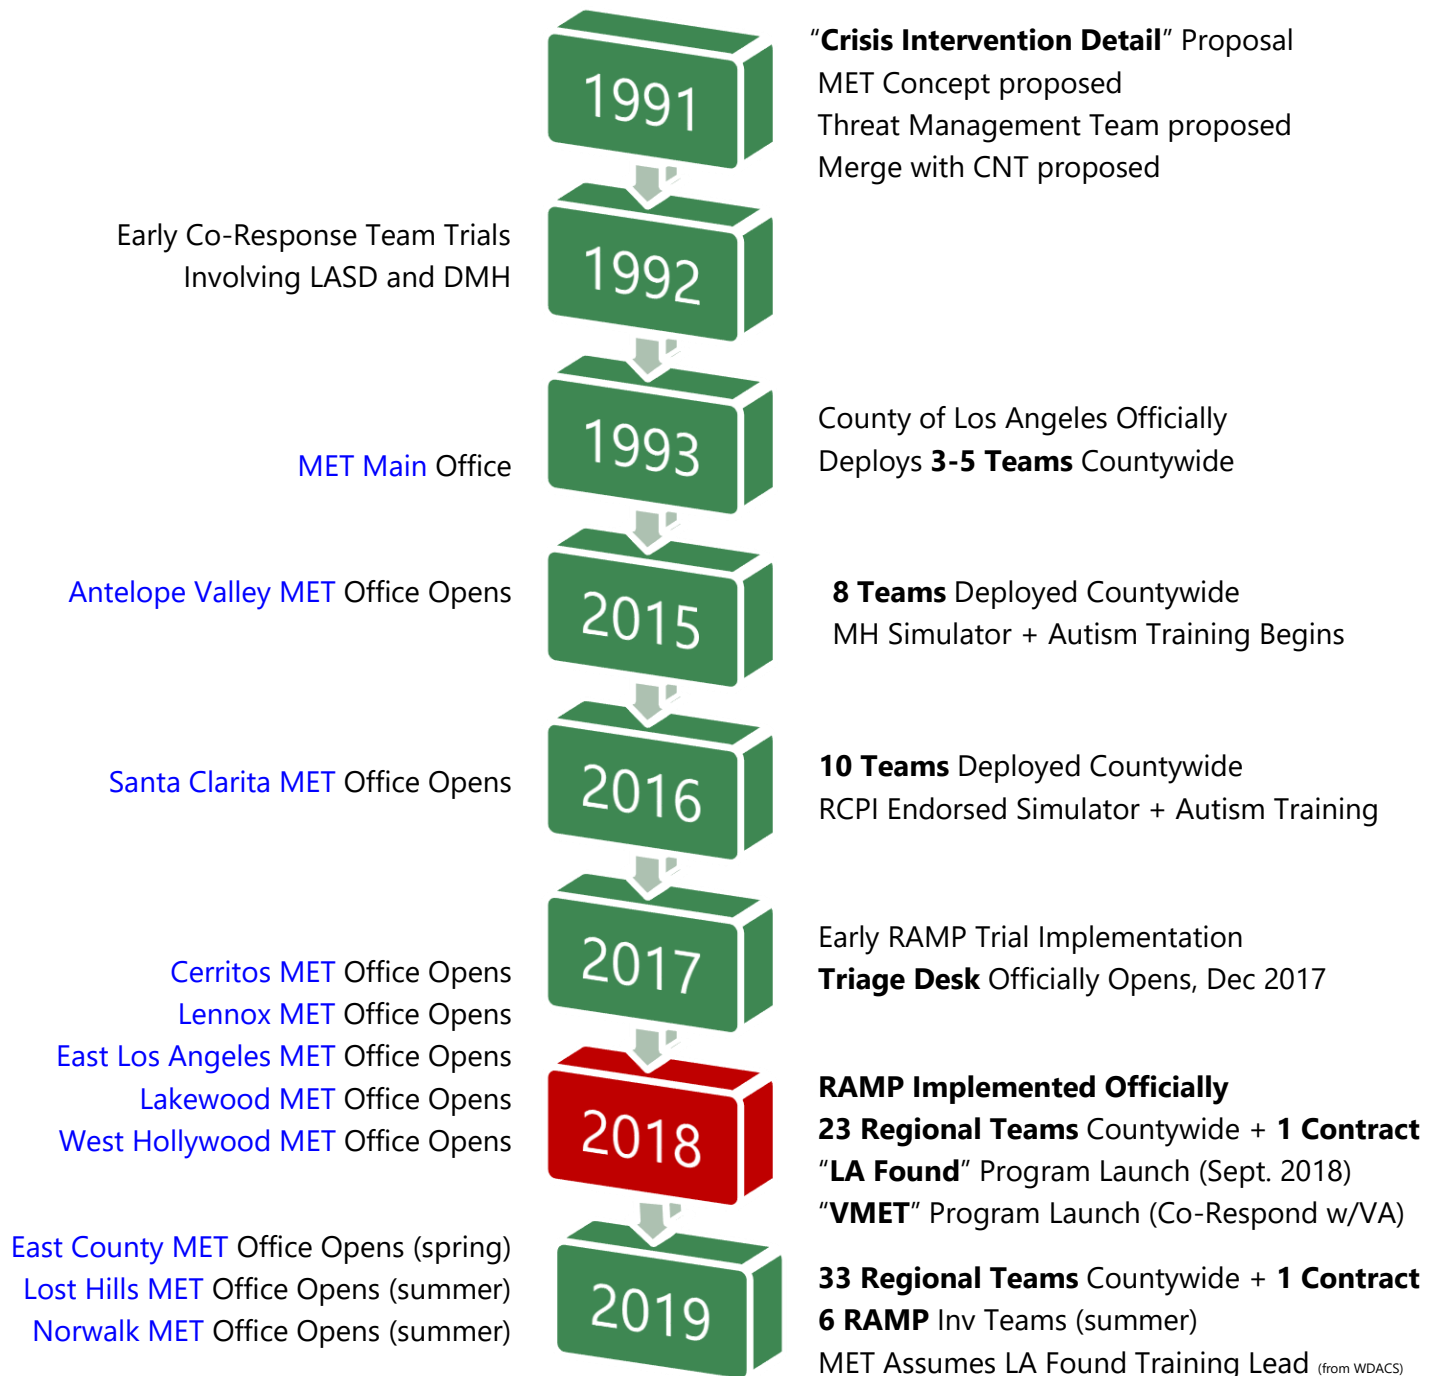 1991
“Crisis Intervention Detail” Proposal
MET Concept proposed
Threat Management Team proposed
Merge with CNT proposed
Early Co-Response Team Trials
Involving LASD and DMH
1992
MET Main Office
1993
County of Los Angeles Officially
Deploys 3-5 Teams Countywide
Antelope Valley MET Office Opens
2015
8 Teams Deployed Countywide
MH Simulator + Autism Training Begins
Santa Clarita MET Office Opens
2016
10 Teams Deployed Countywide
RCPI Endorsed Simulator + Autism Training
2017
Early RAMP Trial Implementation
Triage Desk Officially Opens, Dec 2017
Cerritos MET Office Opens
Lennox MET Office Opens
East Los Angeles MET Office Opens
Lakewood MET Office Opens
West Hollywood MET Office Opens
2018
RAMP Implemented Officially
23 Regional Teams Countywide + 1 Contract
“LA Found” Program Launch (Sept. 2018)
“VMET” Program Launch (Co-Respond w/VA)
East County MET Office Opens (spring)
Lost Hills MET Office Opens (summer)
Norwalk MET Office Opens (summer)
2019
33 Regional Teams Countywide + 1 Contract
6 RAMP Inv Teams (summer)
MET Assumes LA Found Training Lead (from WDACS)